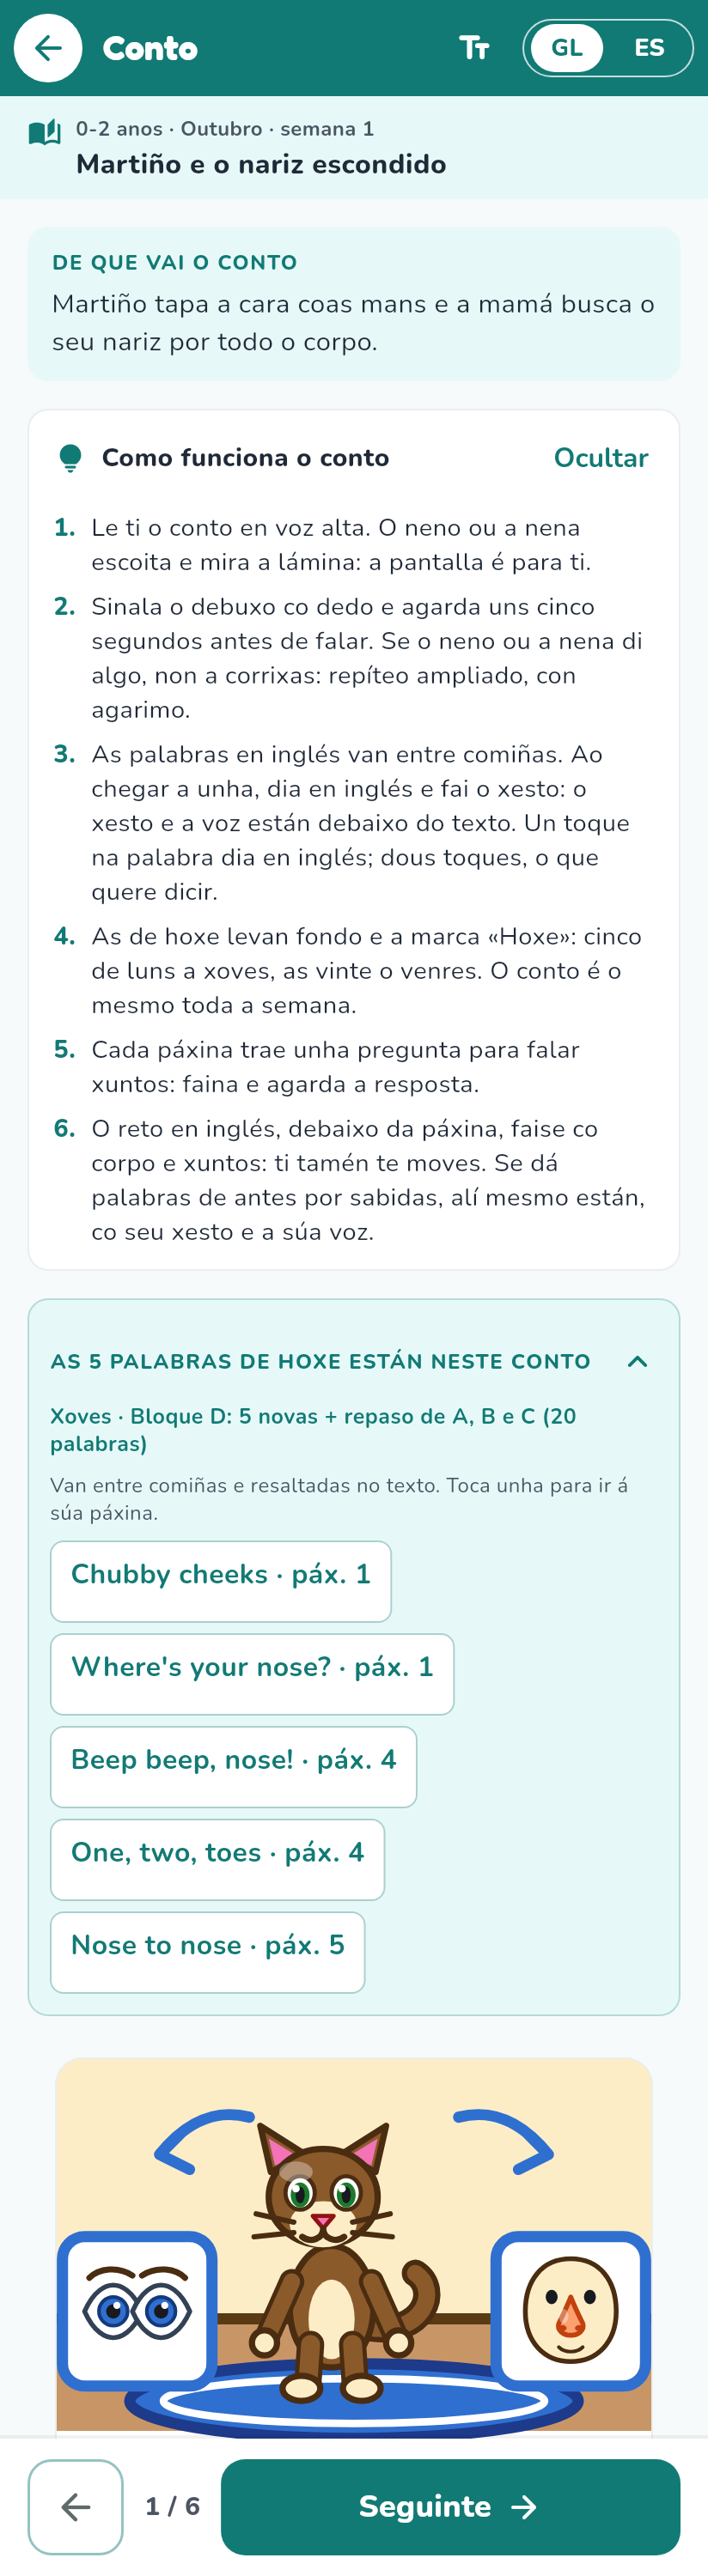 Conto
GL
ES
0-2 anos · Outubro · semana 1
Martiño e o nariz escondido
DE QUE VAI O CONTO
Martiño tapa a cara coas mans e a mamá busca o
seu nariz por todo o corpo.
Como funciona o conto
Ocultar
1. Le ti o conto en voz alta. O neno ou a nena
escoita e mira a lámina: a pantalla é para ti.
2. Sinala o debuxo co dedo e agarda uns cinco
segundos antes de falar. Se o neno ou a nena di
algo, non a corrixas: repíteo ampliado, con
agarimo.
3. As palabras en inglés van entre comiñas. Ao
chegar a unha, dia en inglés e fai o xesto: o
xesto e a voz están debaixo do texto. Un toque
na palabra dia en inglés; dous toques, o que
quere dicir.
4. As de hoxe levan fondo e a marca «Hoxe»: cinco
de luns a xoves, as vinte o venres. O conto é o
mesmo toda a semana.
5. Cada páxina trae unha pregunta para falar
xuntos: faina e agarda a resposta.
6. O reto en inglés, debaixo da páxina, faise co
corpo e xuntos: ti tamén te moves. Se dá
palabras de antes por sabidas, alí mesmo están,
co seu xesto e a súa voz.
AS 5 PALABRAS DE HOXE ESTÁN NESTE CONTO
Xoves · Bloque D: 5 novas + repaso de A, B e C (20
palabras)
Van entre comiñas e resaltadas no texto. Toca unha para ir á
súa páxina.
Chubby cheeks · páx. 1
Where's your nose? · páx. 1
Beep beep, nose! · páx. 4
One, two, toes · páx. 4
Nose to nose · páx. 5
1 / 6
Seguinte